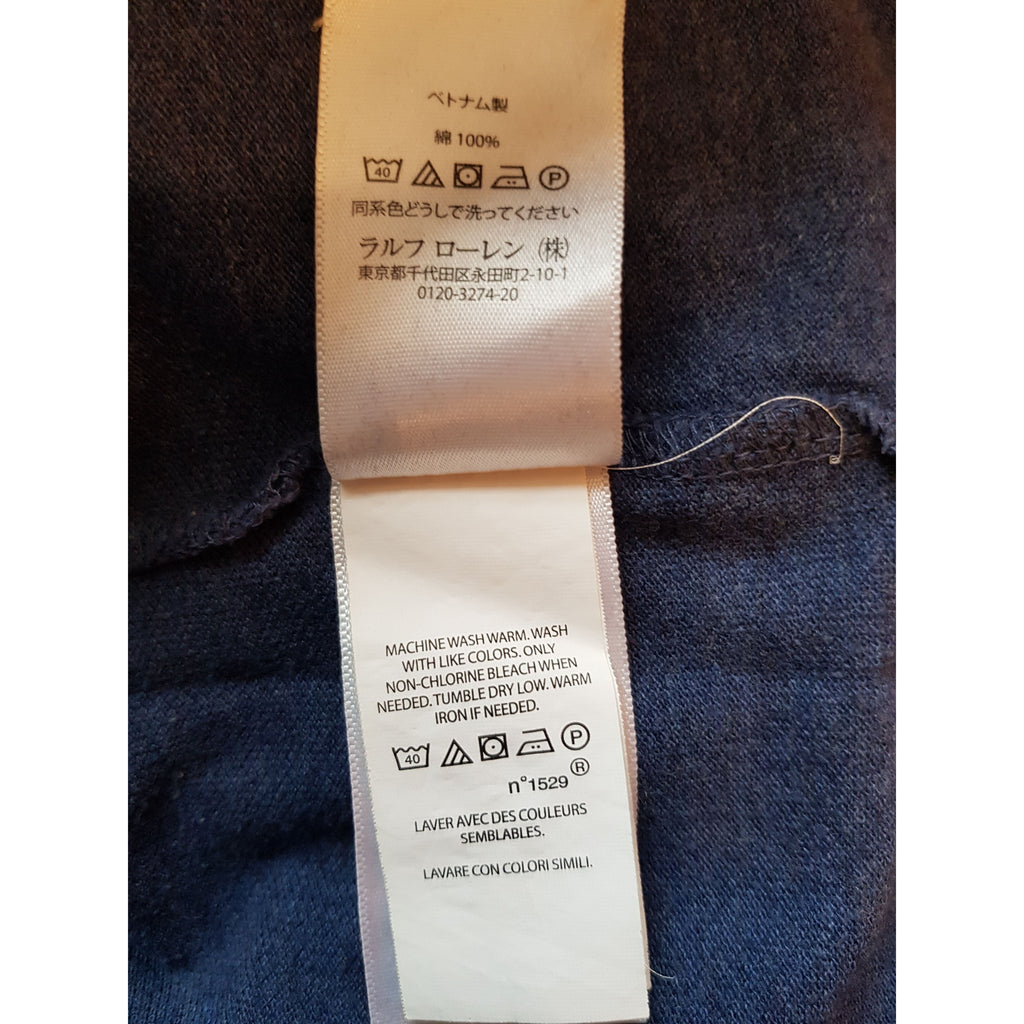 ベトナム製
綿 100%
40 P
同系色どうしで洗ってください
ラルフ ローレン (株)
東京都千代田区永田町2-10-1
0120-3274-20
MACHINE WASH WARM. WASH
WITH LIKE COLORS. ONLY
NON-CHLORINE BLEACH WHEN
NEEDED. TUMBLE DRY LOW. WARM
IRON IF NEEDED.
40 P
n°1529 ®
LAVER AVEC DES COULEURS
SEMBLABLES.
LAVARE CON COLORI SIMILI.